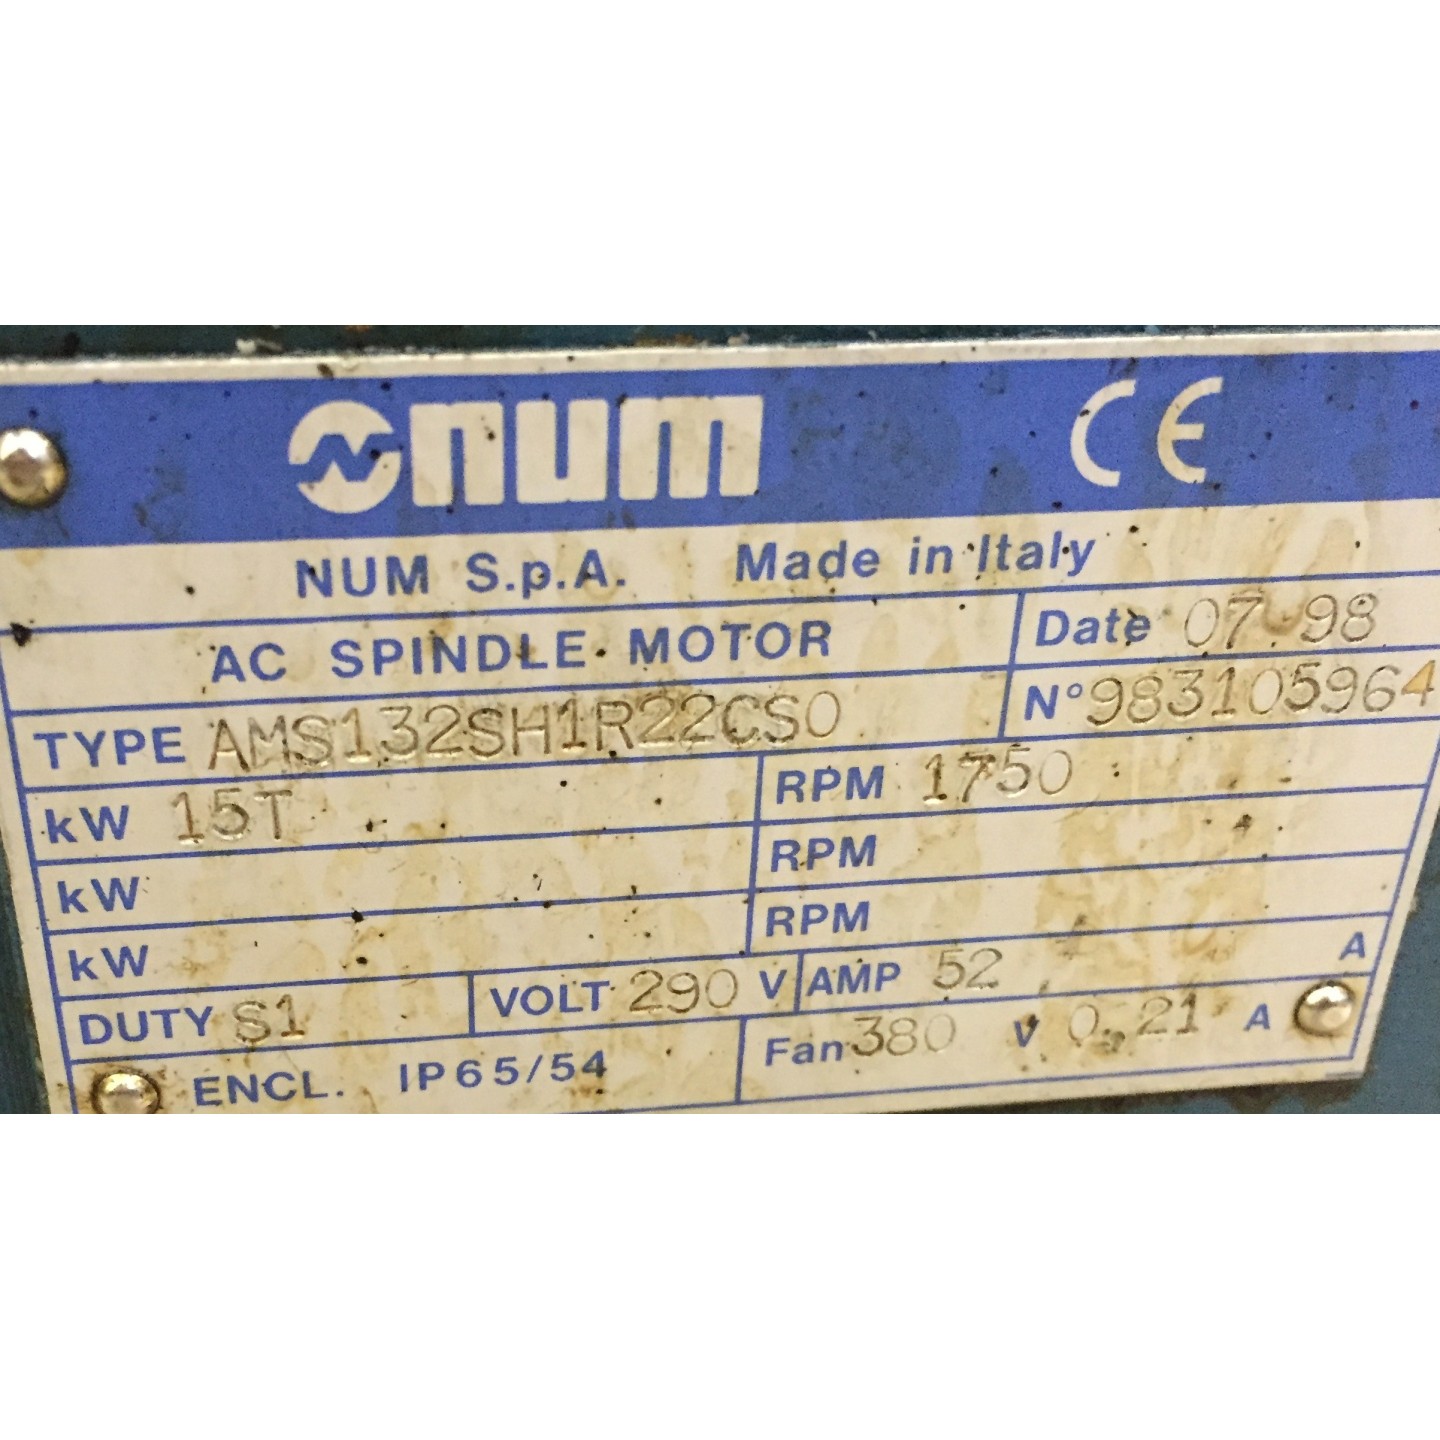 num CE
NUM S.p.A. Made in Italy
AC SPINDLE MOTOR Date 07.98
TYPE AMS132SH1R22CS0 N° 983105964
kW 15T RPM 1750
kW RPM
kW RPM
DUTY S1 VOLT 290 V AMP 52 A
ENCL. IP65/54 Fan 380 V 0,21 A